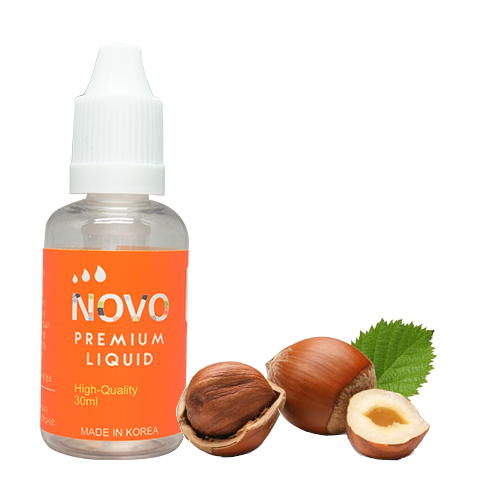 NOVO
PREMIUM
LIQUID
High-Quality
30ml
MADE IN KOREA